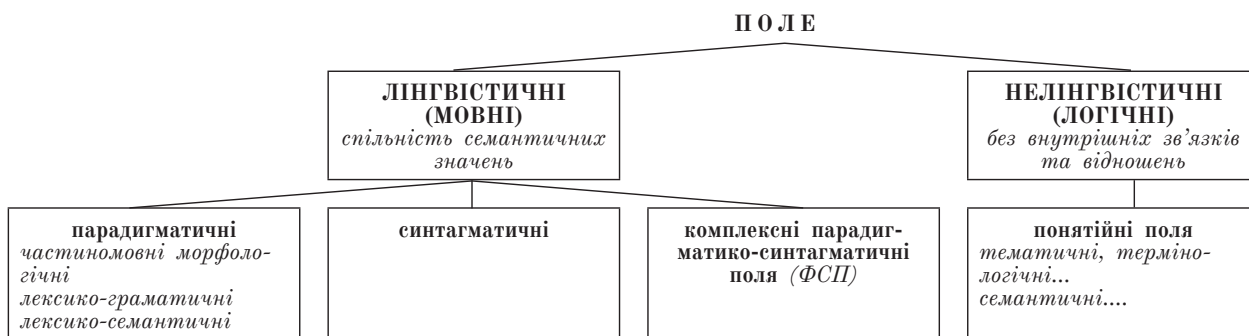 ПОЛЕ
ЛІНГВІСТИЧНІ
(МОВНІ)
спільність семантичних
значень
НЕЛІНГВІСТИЧНІ
(ЛОГІЧНІ)
без внутрішніх зв’язків
та відношень
парадигматичні
частиномовні морфоло-
гічні
лексико-граматичні
лексико-семантичні
синтагматичні
комплексні парадиг-
матико-синтагматичні
поля (ФСП)
понятійні поля
тематичні, терміно-
логічні...
семантичні....